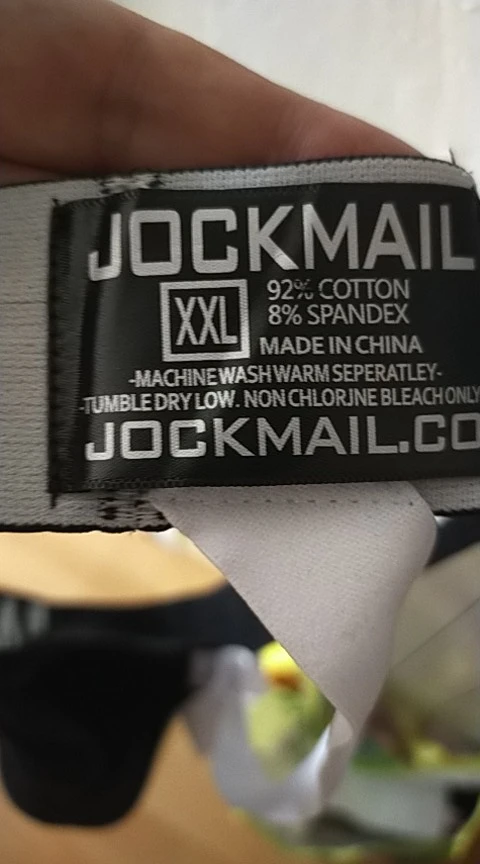 JOCKMAIL
XXL
92% COTTON
8% SPANDEX
MADE IN CHINA
-MACHINE WASH WARM SEPERATLEY-
-TUMBLE DRY LOW. NON CHLORJNE BLEACH ONLY
JOCKMAIL.CO